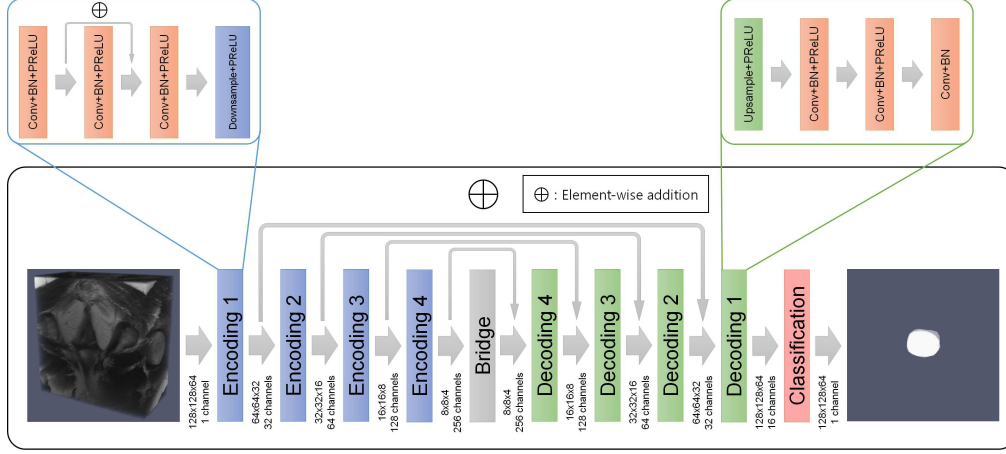 Conv+BN+PReLU
Conv+BN+PReLU
Conv+BN+PReLU
Downsample+PReLU
Upsample+PReLU
Conv+BN+PReLU
Conv+BN+PReLU
Conv+BN
: Element-wise addition
128x128x64
1 channel
Encoding 1
64x64x32
32 channels
Encoding 2
32x32x16
64 channels
Encoding 3
16x16x8
128 channels
Encoding 4
8x8x4
256 channels
Bridge
8x8x4
256 channels
Decoding 4
16x16x8
128 channels
Decoding 3
32x32x16
64 channels
Decoding 2
64x64x32
32 channels
Decoding 1
128x128x64
16 channels
Classification
128x128x64
1 channel